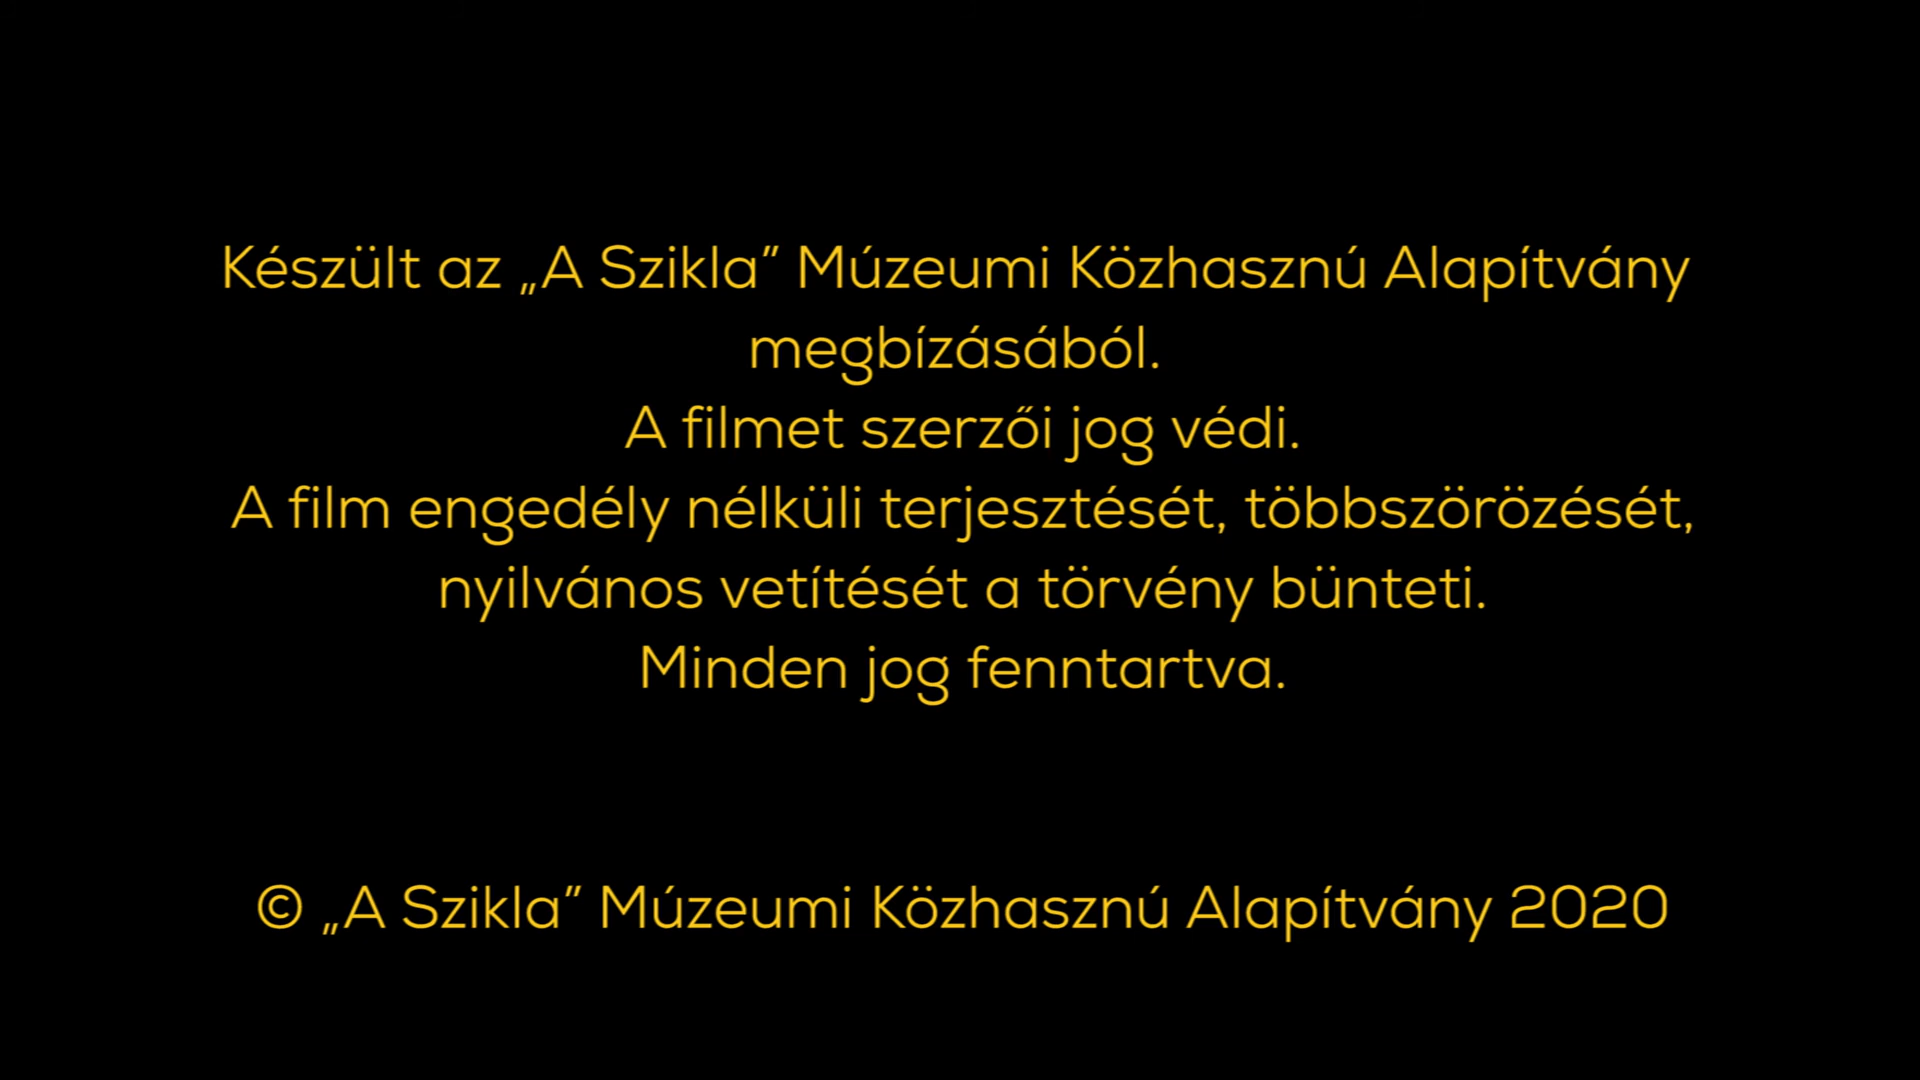 Készült az „A Szikla” Múzeumi Közhasznú Alapítvány
megbízásából.
A filmet szerzői jog védi.
A film engedély nélküli terjesztését, többszörözését,
nyilvános vetítését a törvény bünteti.
Minden jog fenntartva.
© „A Szikla” Múzeumi Közhasznú Alapítvány 2020